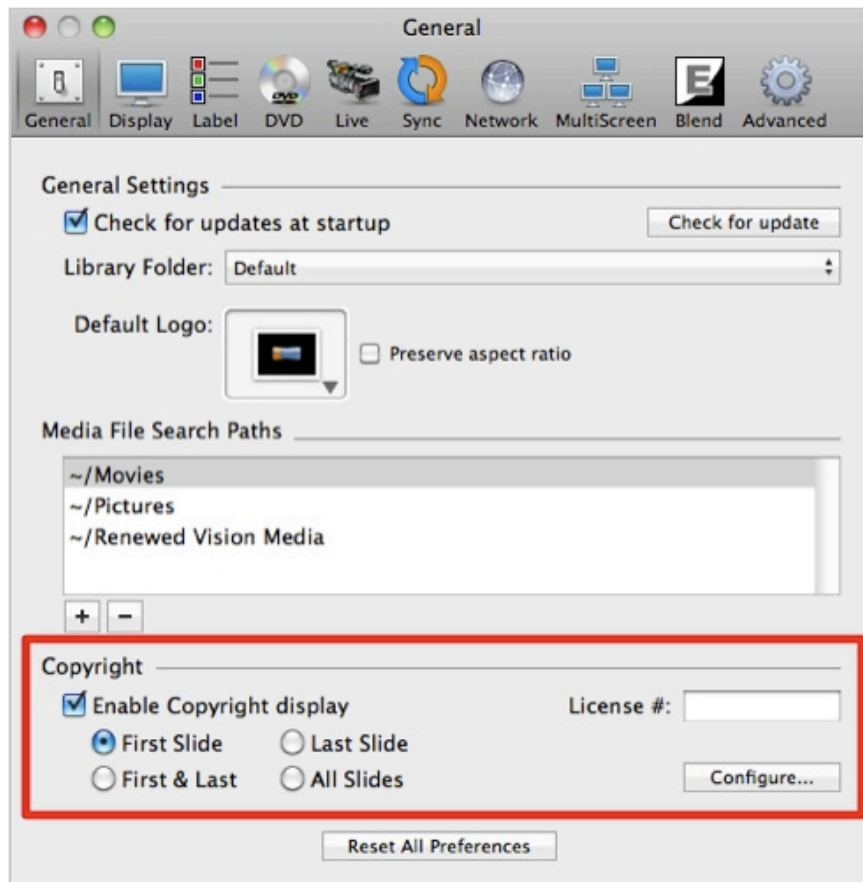 General
General Display Label DVD Live Sync Network MultiScreen Blend Advanced
General Settings
Check for updates at startup Check for update
Library Folder: Default
Default Logo:
Preserve aspect ratio
Media File Search Paths
~/Movies
~/Pictures
~/Renewed Vision Media
+ −
Copyright
Enable Copyright display License #:
First Slide Last Slide
First & Last All Slides Configure...
Reset All Preferences